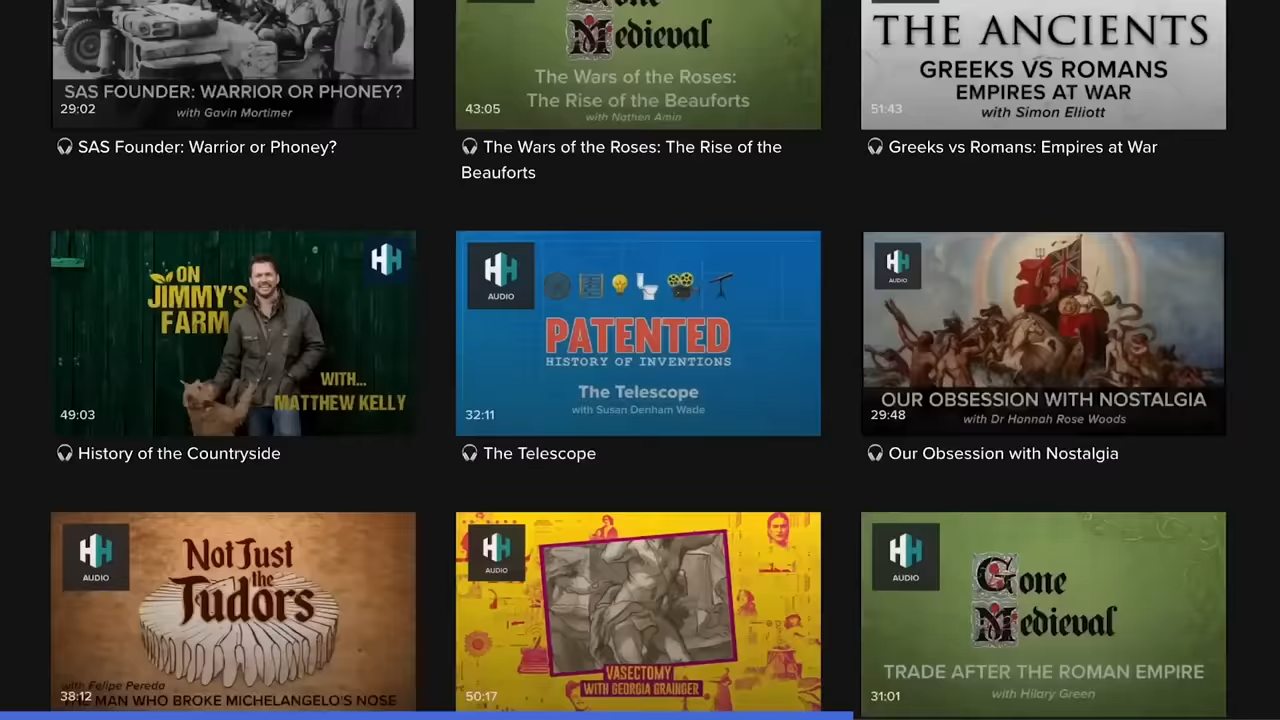 SAS FOUNDER: WARRIOR OR PHONEY?
with Gavin Mortimer
29:02
SAS Founder: Warrior or Phoney?
Gone
Medieval
The Wars of the Roses:
The Rise of the Beauforts
with Nathen Amin
43:05
The Wars of the Roses: The Rise of the
Beauforts
THE ANCIENTS
GREEKS VS ROMANS
EMPIRES AT WAR
with Simon Elliott
51:43
Greeks vs Romans: Empires at War
ON
JIMMY'S
FARM
WITH...
MATTHEW KELLY
HH
49:03
History of the Countryside
HH
AUDIO
PATENTED
HISTORY OF INVENTIONS
The Telescope
with Susan Denham Wade
32:11
The Telescope
HH
AUDIO
OUR OBSESSION WITH NOSTALGIA
with Dr Hannah Rose Woods
29:48
Our Obsession with Nostalgia
HH
AUDIO
Not Just
the
Tudors
with Felipe Pereda
THE MAN WHO BROKE MICHELANGELO'S NOSE
38:12
HH
AUDIO
VASECTOMY
WITH GEORGIA GRAINGER
50:17
HH
AUDIO
Gone
Medieval
TRADE AFTER THE ROMAN EMPIRE
with Hilary Green
31:01